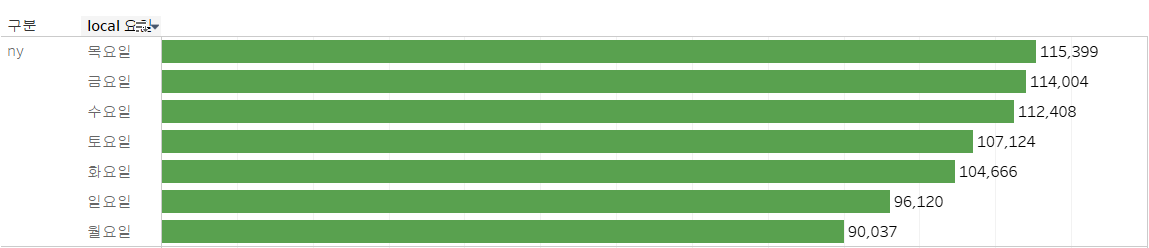 구분 local
ny 목요일 115,399
금요일 114,004
수요일 112,408
토요일 107,124
화요일 104,666
일요일 96,120
월요일 90,037